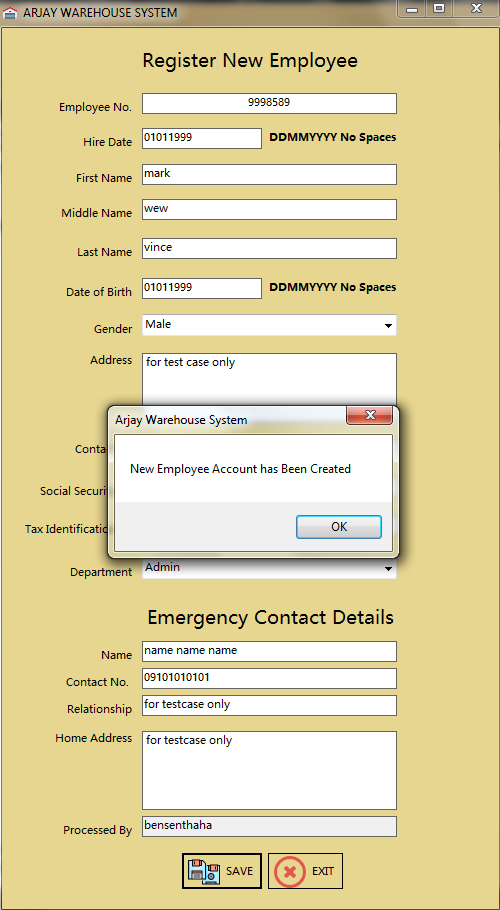 ARJAY WAREHOUSE SYSTEM
Register New Employee
Employee No. 9998589
Hire Date 01011999 DDMMYYYY No Spaces
First Name mark
Middle Name wew
Last Name vince
Date of Birth 01011999 DDMMYYYY No Spaces
Gender Male
Address for test case only
Arjay Warehouse System
New Employee Account has Been Created
OK
Conta
Social Securi
Tax Identificatio
Department Admin
Emergency Contact Details
Name name name name
Contact No. 09101010101
Relationship for testcase only
Home Address for testcase only
Processed By bensenthaha
SAVE EXIT